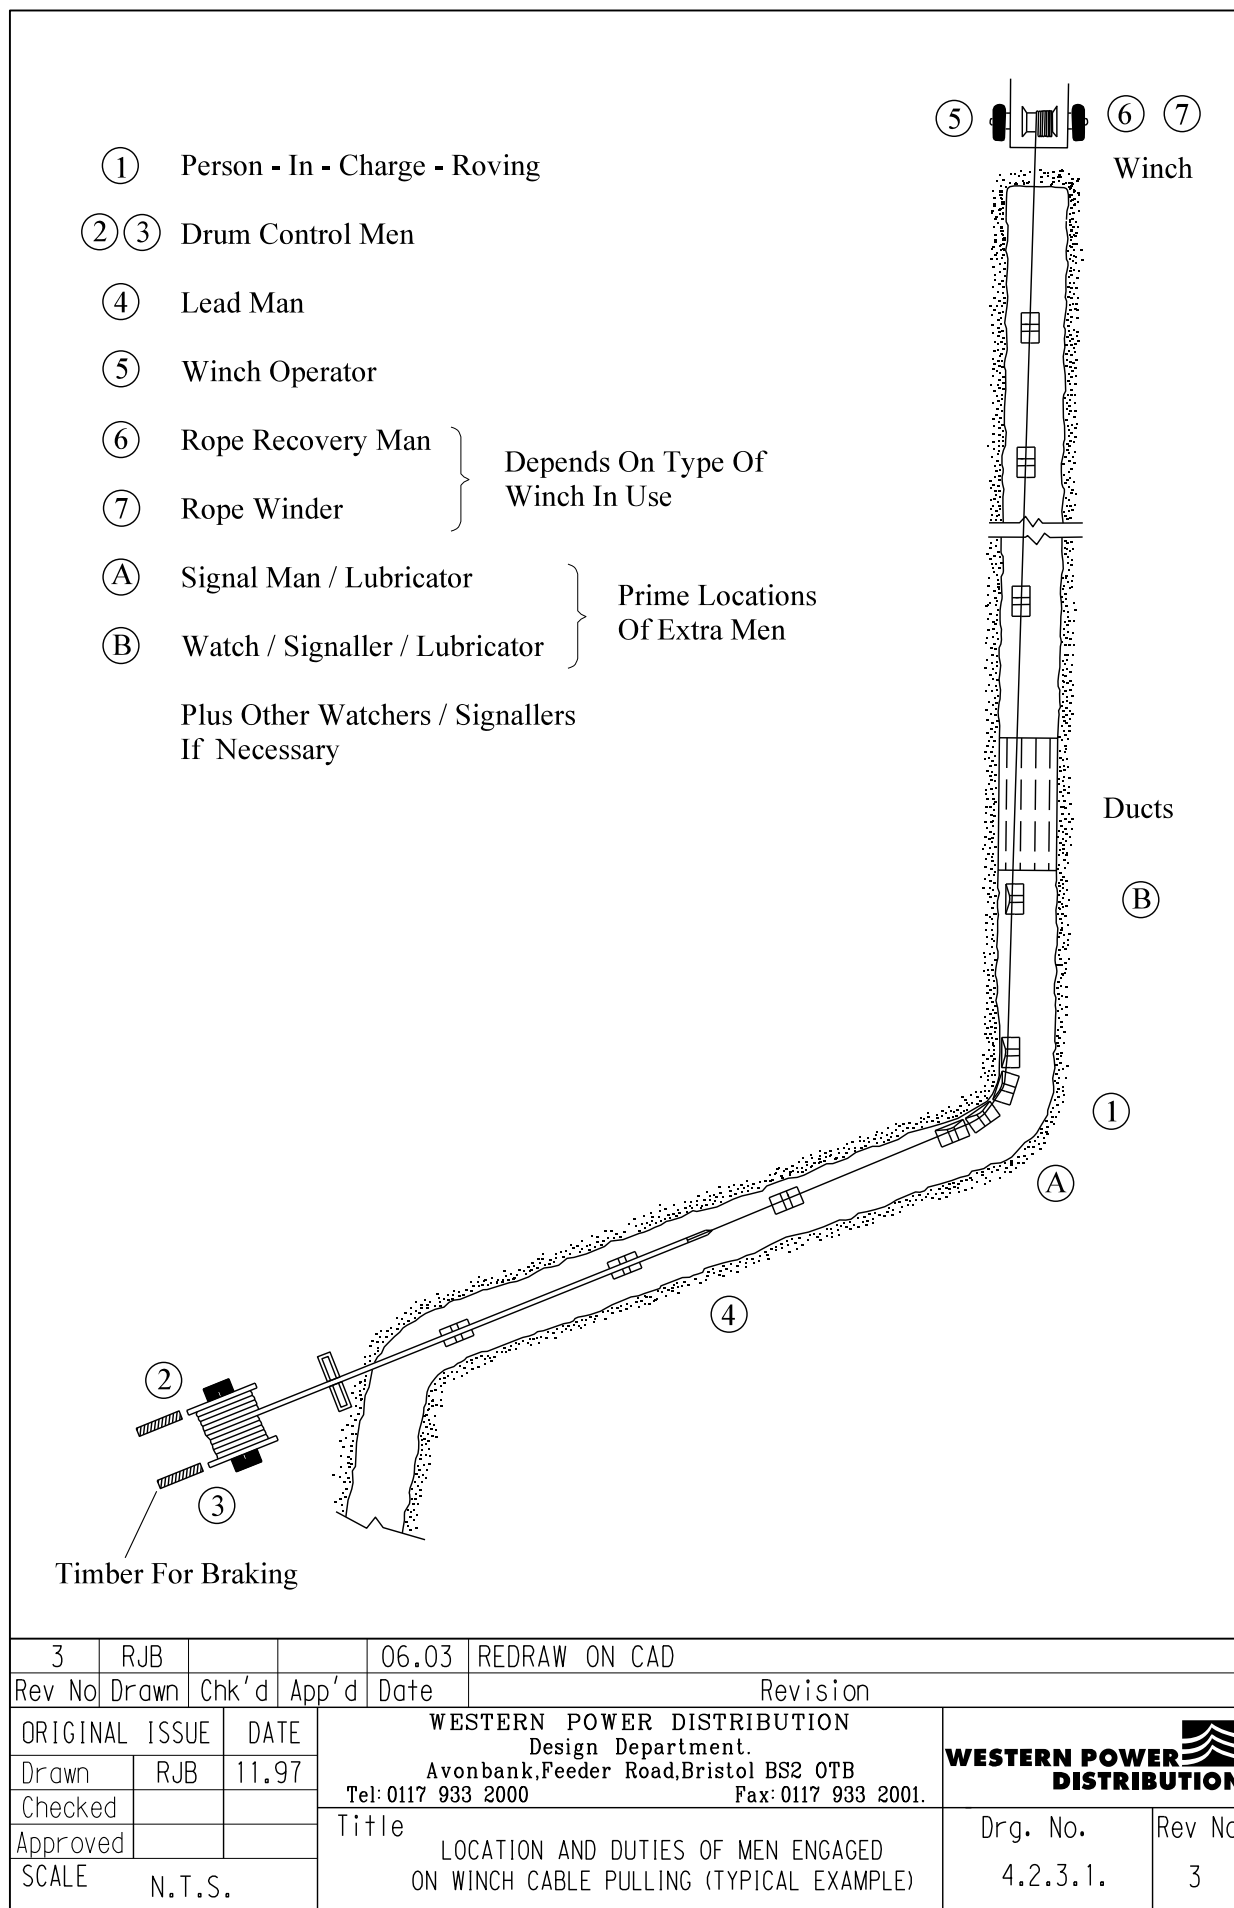 5
6 7
Winch
1 Person - In - Charge - Roving
2 3 Drum Control Men
4 Lead Man
5 Winch Operator
6 Rope Recovery Man
7 Rope Winder
Depends On Type Of
Winch In Use
A Signal Man / Lubricator
B Watch / Signaller / Lubricator
Prime Locations
Of Extra Men
Plus Other Watchers / Signallers
If Necessary
Ducts
B
1
A
4
2
3
Timber For Braking
3 RJB 06.03 REDRAW ON CAD
Rev No Drawn Chk'd App'd Date Revision
ORIGINAL ISSUE DATE
Drawn RJB 11.97
Checked
Approved
SCALE N.T.S.
WESTERN POWER DISTRIBUTION
Design Department.
Avonbank,Feeder Road,Bristol BS2 0TB
Tel: 0117 933 2000 Fax: 0117 933 2001.
Title
LOCATION AND DUTIES OF MEN ENGAGED
ON WINCH CABLE PULLING (TYPICAL EXAMPLE)
WESTERN POWER
DISTRIBUTION
Drg. No.
4.2.3.1.
Rev No
3